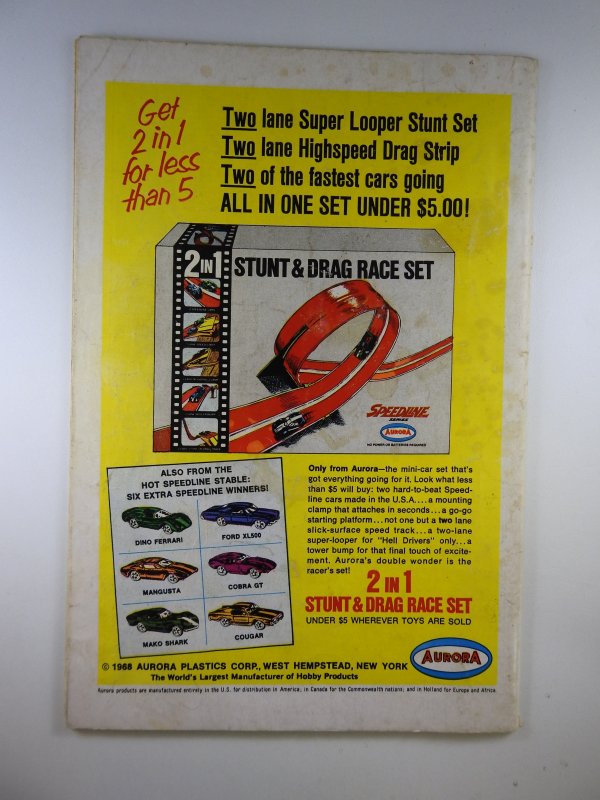 Get
2 in 1
for less
than 5
Two lane Super Looper Stunt Set
Two lane Highspeed Drag Strip
Two of the fastest cars going
ALL IN ONE SET UNDER $5.00!
2 IN 1
STUNT & DRAG RACE SET
SPEEDLINE
SERIES
AURORA
NO POWER OR BATTERIES REQUIRED
ALSO FROM THE
HOT SPEEDLINE STABLE:
SIX EXTRA SPEEDLINE WINNERS!
DINO FERRARI
FORD XL500
MANGUSTA
COBRA GT
MAKO SHARK
COUGAR
Only from Aurora—the mini-car set that's
got everything going for it. Look what less
than $5 will buy: two hard-to-beat Speed-
line cars made in the U.S.A....a mounting
clamp that attaches in seconds...a go-go
starting platform...not one but a two lane
slick-surface speed track...a two-lane
super-looper for "Hell Drivers" only...a
tower bump for that final touch of excite-
ment. Aurora's double wonder is the
racer's set!
2 IN 1
STUNT & DRAG RACE SET
UNDER $5 WHEREVER TOYS ARE SOLD
AURORA
© 1968 AURORA PLASTICS CORP., WEST HEMPSTEAD, NEW YORK
The World's Largest Manufacturer of Hobby Products
Aurora products are manufactured entirely in the U.S. for distribution in America; in Canada for the Commonwealth nations; and in Holland for Europe and Africa